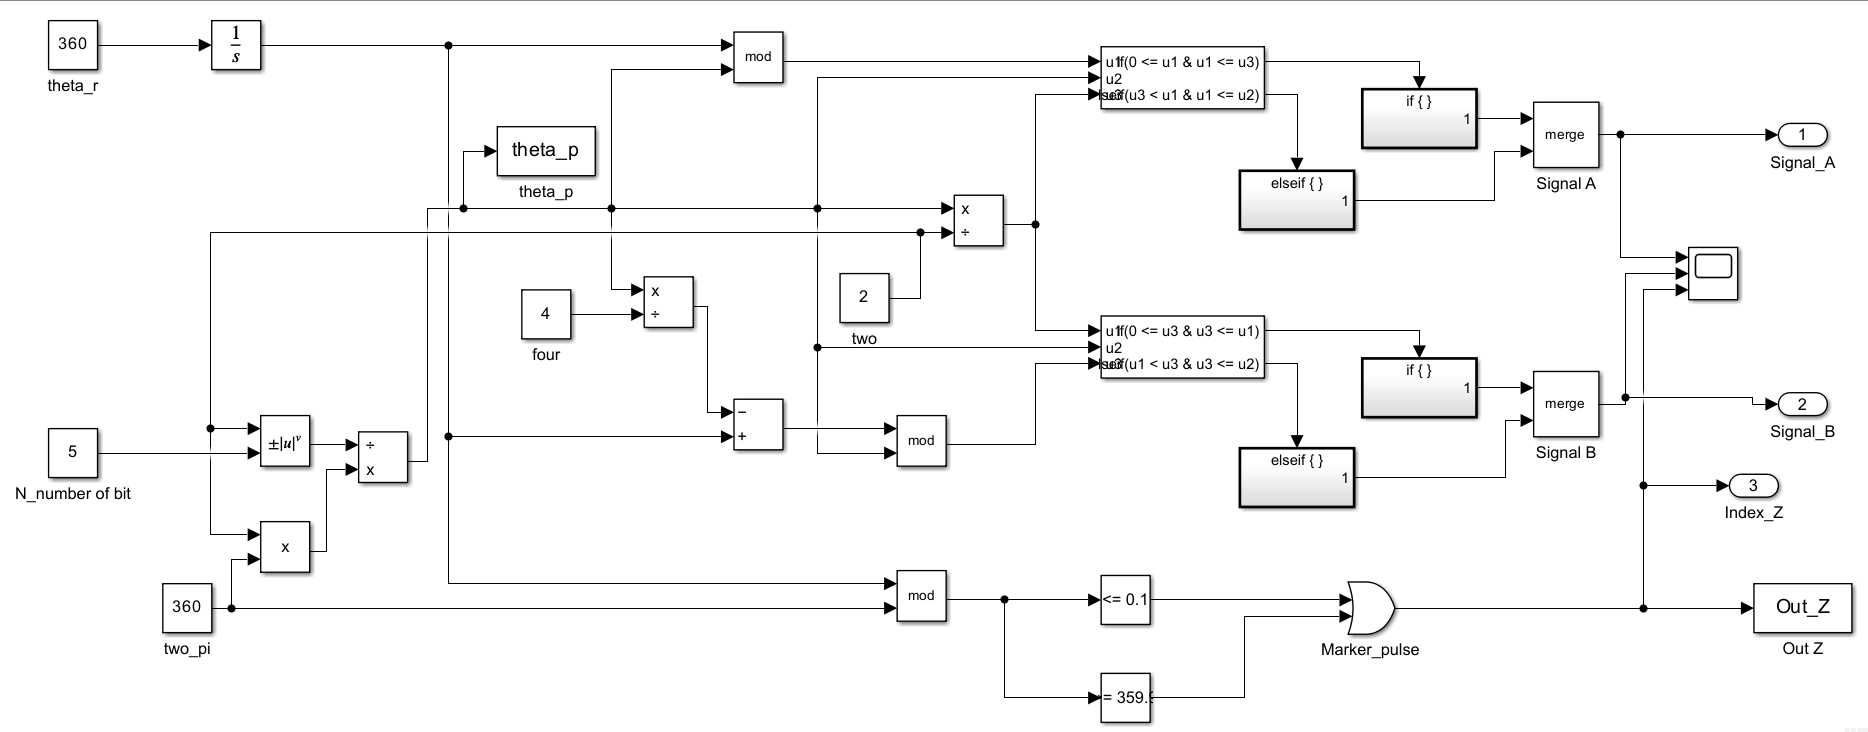 360
theta_r
1
s
mod
u1
if(0 <= u1 & u1 <= u3)
u2
u3
elseif(u3 < u1 & u1 <= u2)
if { }
1
elseif { }
1
merge
Signal A
1
Signal_A
theta_p
theta_p
x
÷
x
÷
4
four
2
two
u1
if(0 <= u3 & u3 <= u1)
u2
u3
elseif(u1 < u3 & u3 <= u2)
if { }
1
elseif { }
1
merge
Signal B
2
Signal_B
−
+
mod
5
N_number of bit
±|u|ᵛ
÷
x
x
360
two_pi
mod
<= 0.1
= 359.
Marker_pulse
3
Index_Z
Out_Z
Out Z